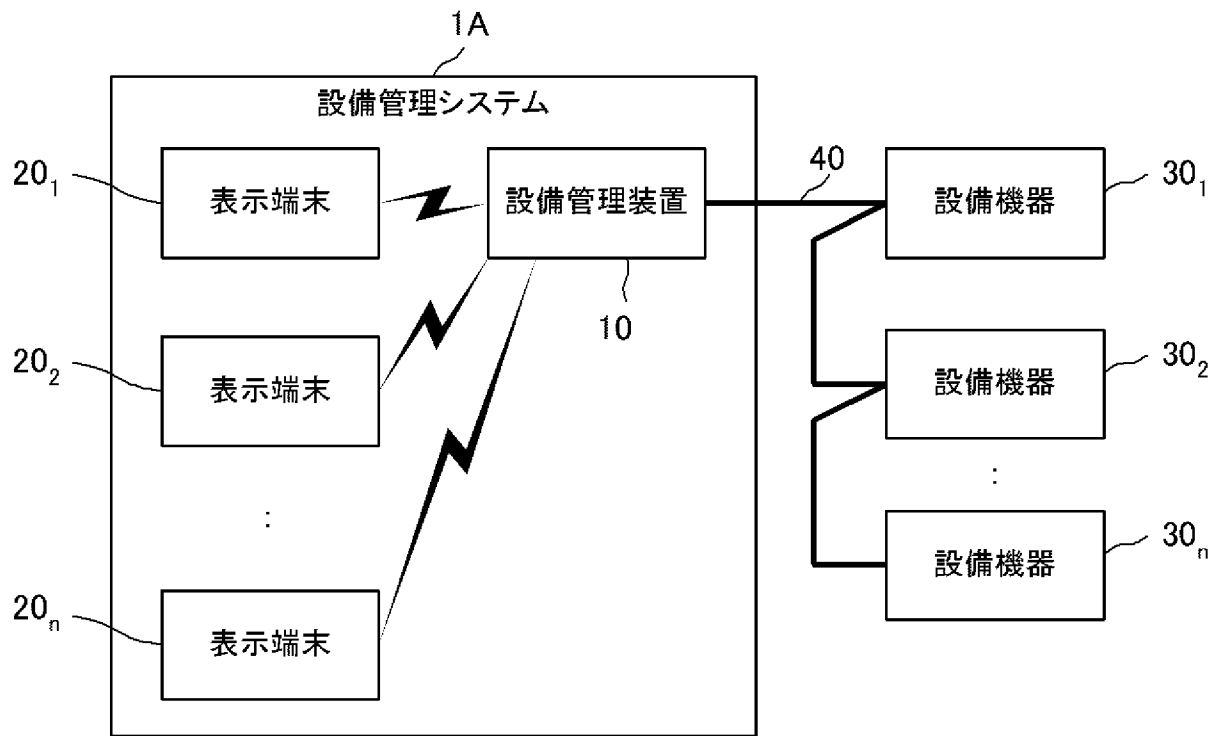 1A
設備管理システム
20₁
表示端末
設備管理装置
40
設備機器
30₁
10
20₂
表示端末
設備機器
30₂
:
:
設備機器
30ₙ
20ₙ
表示端末